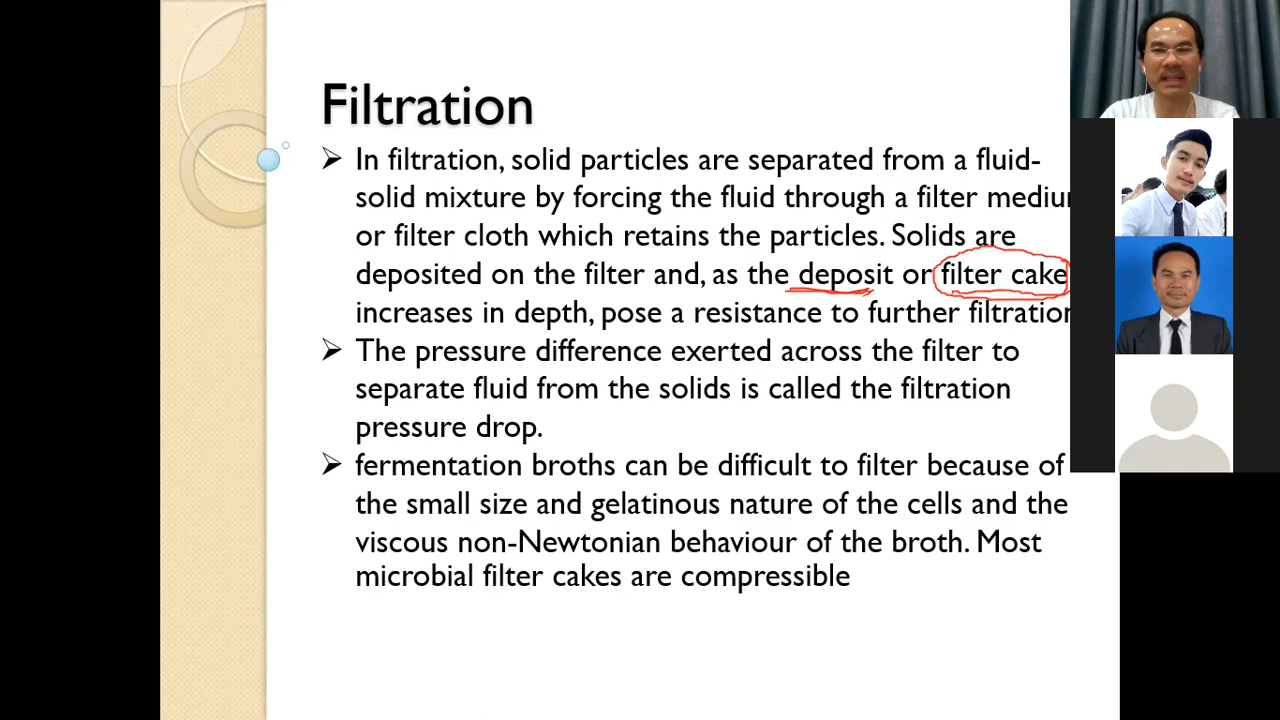 Filtration
➢ In filtration, solid particles are separated from a fluid-
solid mixture by forcing the fluid through a filter
or filter cloth which retains the particles. Solids are
deposited on the filter and, as the deposit or filter cake
increases in depth, pose a resistance to further
➢ The pressure difference exerted across the filter to
separate fluid from the solids is called the filtration
pressure drop.
➢ fermentation broths can be difficult to filter because of
the small size and gelatinous nature of the cells and the
viscous non-Newtonian behaviour of the broth. Most
microbial filter cakes are compressible